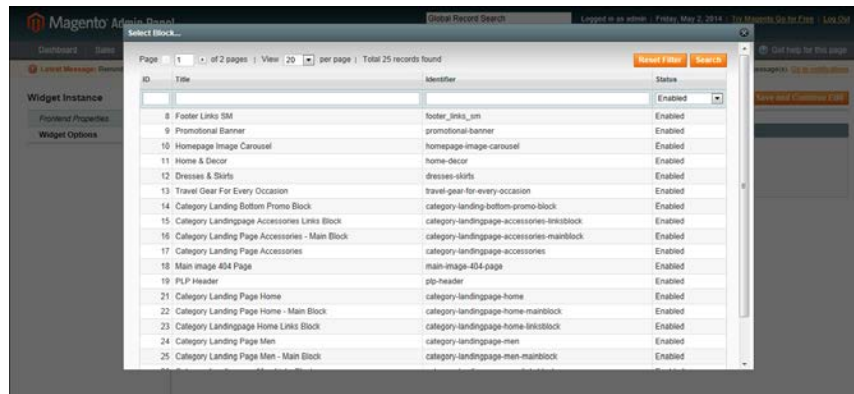 Magento Admin Panel
Global Record Search
Logged in as admin | Friday, May 2, 2014 | Try Magento Go for Free | Log Out
Select Block...
Dashboard Sales
Get help for this page
Page 1 of 2 pages | View 20 per page | Total 25 records found
Reset Filter Search
Latest Message:
Widget Instance
Save and Continue Edit
Frontend Properties
Widget Options
ID Title Identifier Status
Enabled
8 Footer Links SM footer_links_sm Enabled
9 Promotional Banner promotional-banner Enabled
10 Homepage Image Carousel homepage-image-carousel Enabled
11 Home & Decor home-decor Enabled
12 Dresses & Skirts dresses-skirts Enabled
13 Travel Gear For Every Occasion travel-gear-for-every-occasion Enabled
14 Category Landing Bottom Promo Block category-landing-bottom-promo-block Enabled
15 Category Landingpage Accessories Links Block category-landingpage-accessories-linksblock Enabled
16 Category Landing Page Accessories - Main Block category-landingpage-accessories-mainblock Enabled
17 Category Landing Page Accessories category-landingpage-accessories Enabled
18 Main image 404 Page main-image-404-page Enabled
19 PLP Header plp-header Enabled
21 Category Landing Page Home category-landingpage-home Enabled
22 Category Landing Page Home - Main Block category-landingpage-home-mainblock Enabled
23 Category Landingpage Home Links Block category-landingpage-home-linksblock Enabled
24 Category Landing Page Men category-landingpage-men Enabled
25 Category Landing Page Men - Main Block category-landingpage-men-mainblock Enabled